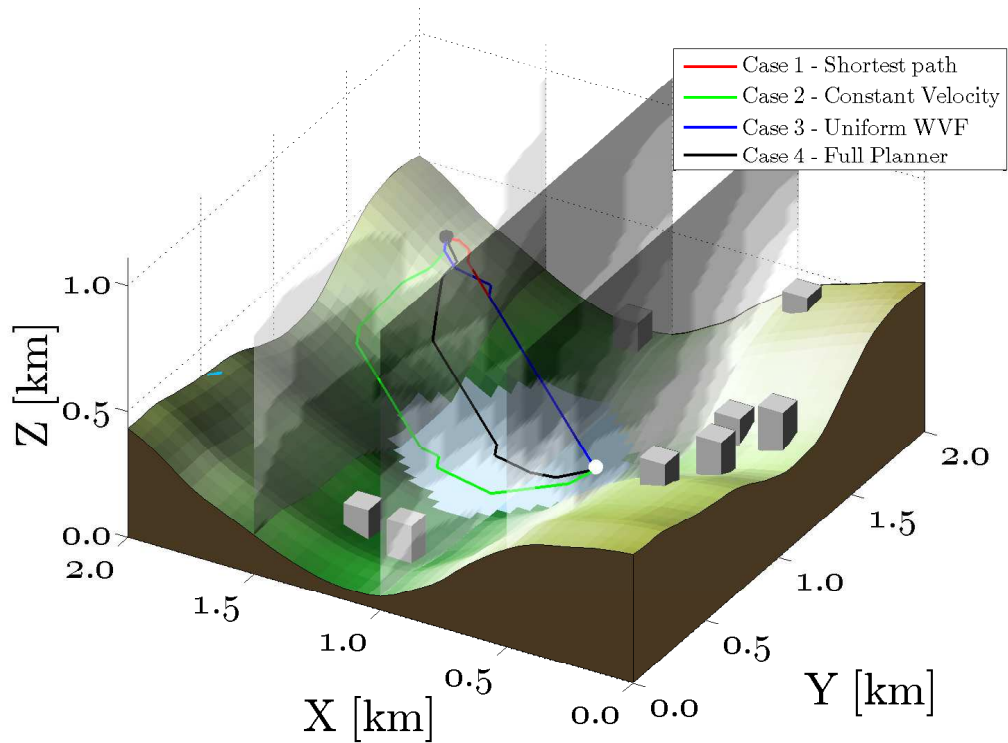 Case 1 - Shortest path
Case 2 - Constant Velocity
Case 3 - Uniform WVF
Case 4 - Full Planner
Z [km]
1.0
0.5
0.0
X [km]
2.0
1.5
1.0
0.5
0.0
Y [km]
0.0
0.5
1.0
1.5
2.0